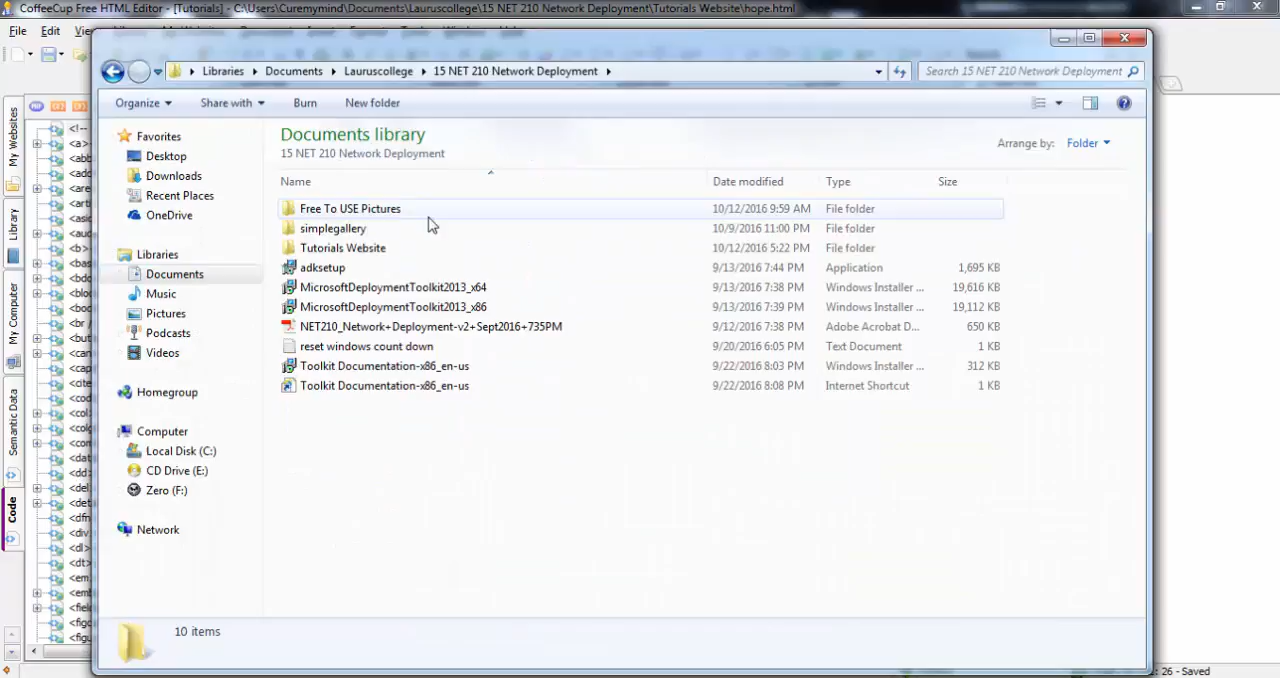 CoffeeCup Free HTML Editor - [Tutorials] - C:\Users\Curemymind\Documents\Lauruscollege\15 NET 210 Network Deployment\Tutorials Website\hope.html
File Edit
Libraries Documents Lauruscollege 15 NET 210 Network Deployment
Search 15 NET 210 Network Deployment
Organize Share with Burn New folder
My Websites
Library
My Computer
Semantic Data
Code
<!--
<a>
<br /
<dd>
<div>
<dl>
<dt>
Favorites
Desktop
Downloads
Recent Places
OneDrive
Libraries
Documents
Music
Pictures
Podcasts
Videos
Homegroup
Computer
Local Disk (C:)
CD Drive (E:)
Zero (F:)
Network
Documents library
15 NET 210 Network Deployment
Arrange by: Folder
Name Date modified Type Size
Free To USE Pictures 10/12/2016 9:59 AM File folder
simplegallery 10/9/2016 11:00 PM File folder
Tutorials Website 10/12/2016 5:22 PM File folder
adksetup 9/13/2016 7:44 PM Application 1,695 KB
MicrosoftDeploymentToolkit2013_x64 9/13/2016 7:38 PM Windows Installer ... 19,616 KB
MicrosoftDeploymentToolkit2013_x86 9/13/2016 7:39 PM Windows Installer ... 19,112 KB
NET210_Network+Deployment-v2+Sept2016+735PM 9/12/2016 7:38 PM Adobe Acrobat D... 650 KB
reset windows count down 9/20/2016 6:05 PM Text Document 1 KB
Toolkit Documentation-x86_en-us 9/22/2016 8:03 PM Windows Installer ... 312 KB
Toolkit Documentation-x86_en-us 9/22/2016 8:08 PM Internet Shortcut 1 KB
10 items
: 26 - Saved